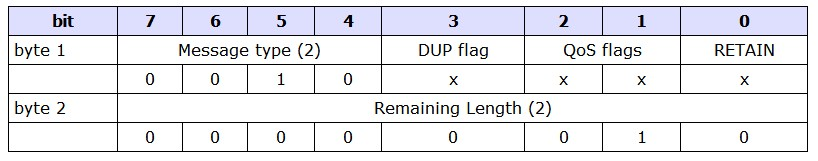 bit 7 6 5 4 3 2 1 0
byte 1 Message type (2) DUP flag QoS flags RETAIN
0 0 1 0 x x x x
byte 2 Remaining Length (2)
0 0 0 0 0 0 1 0